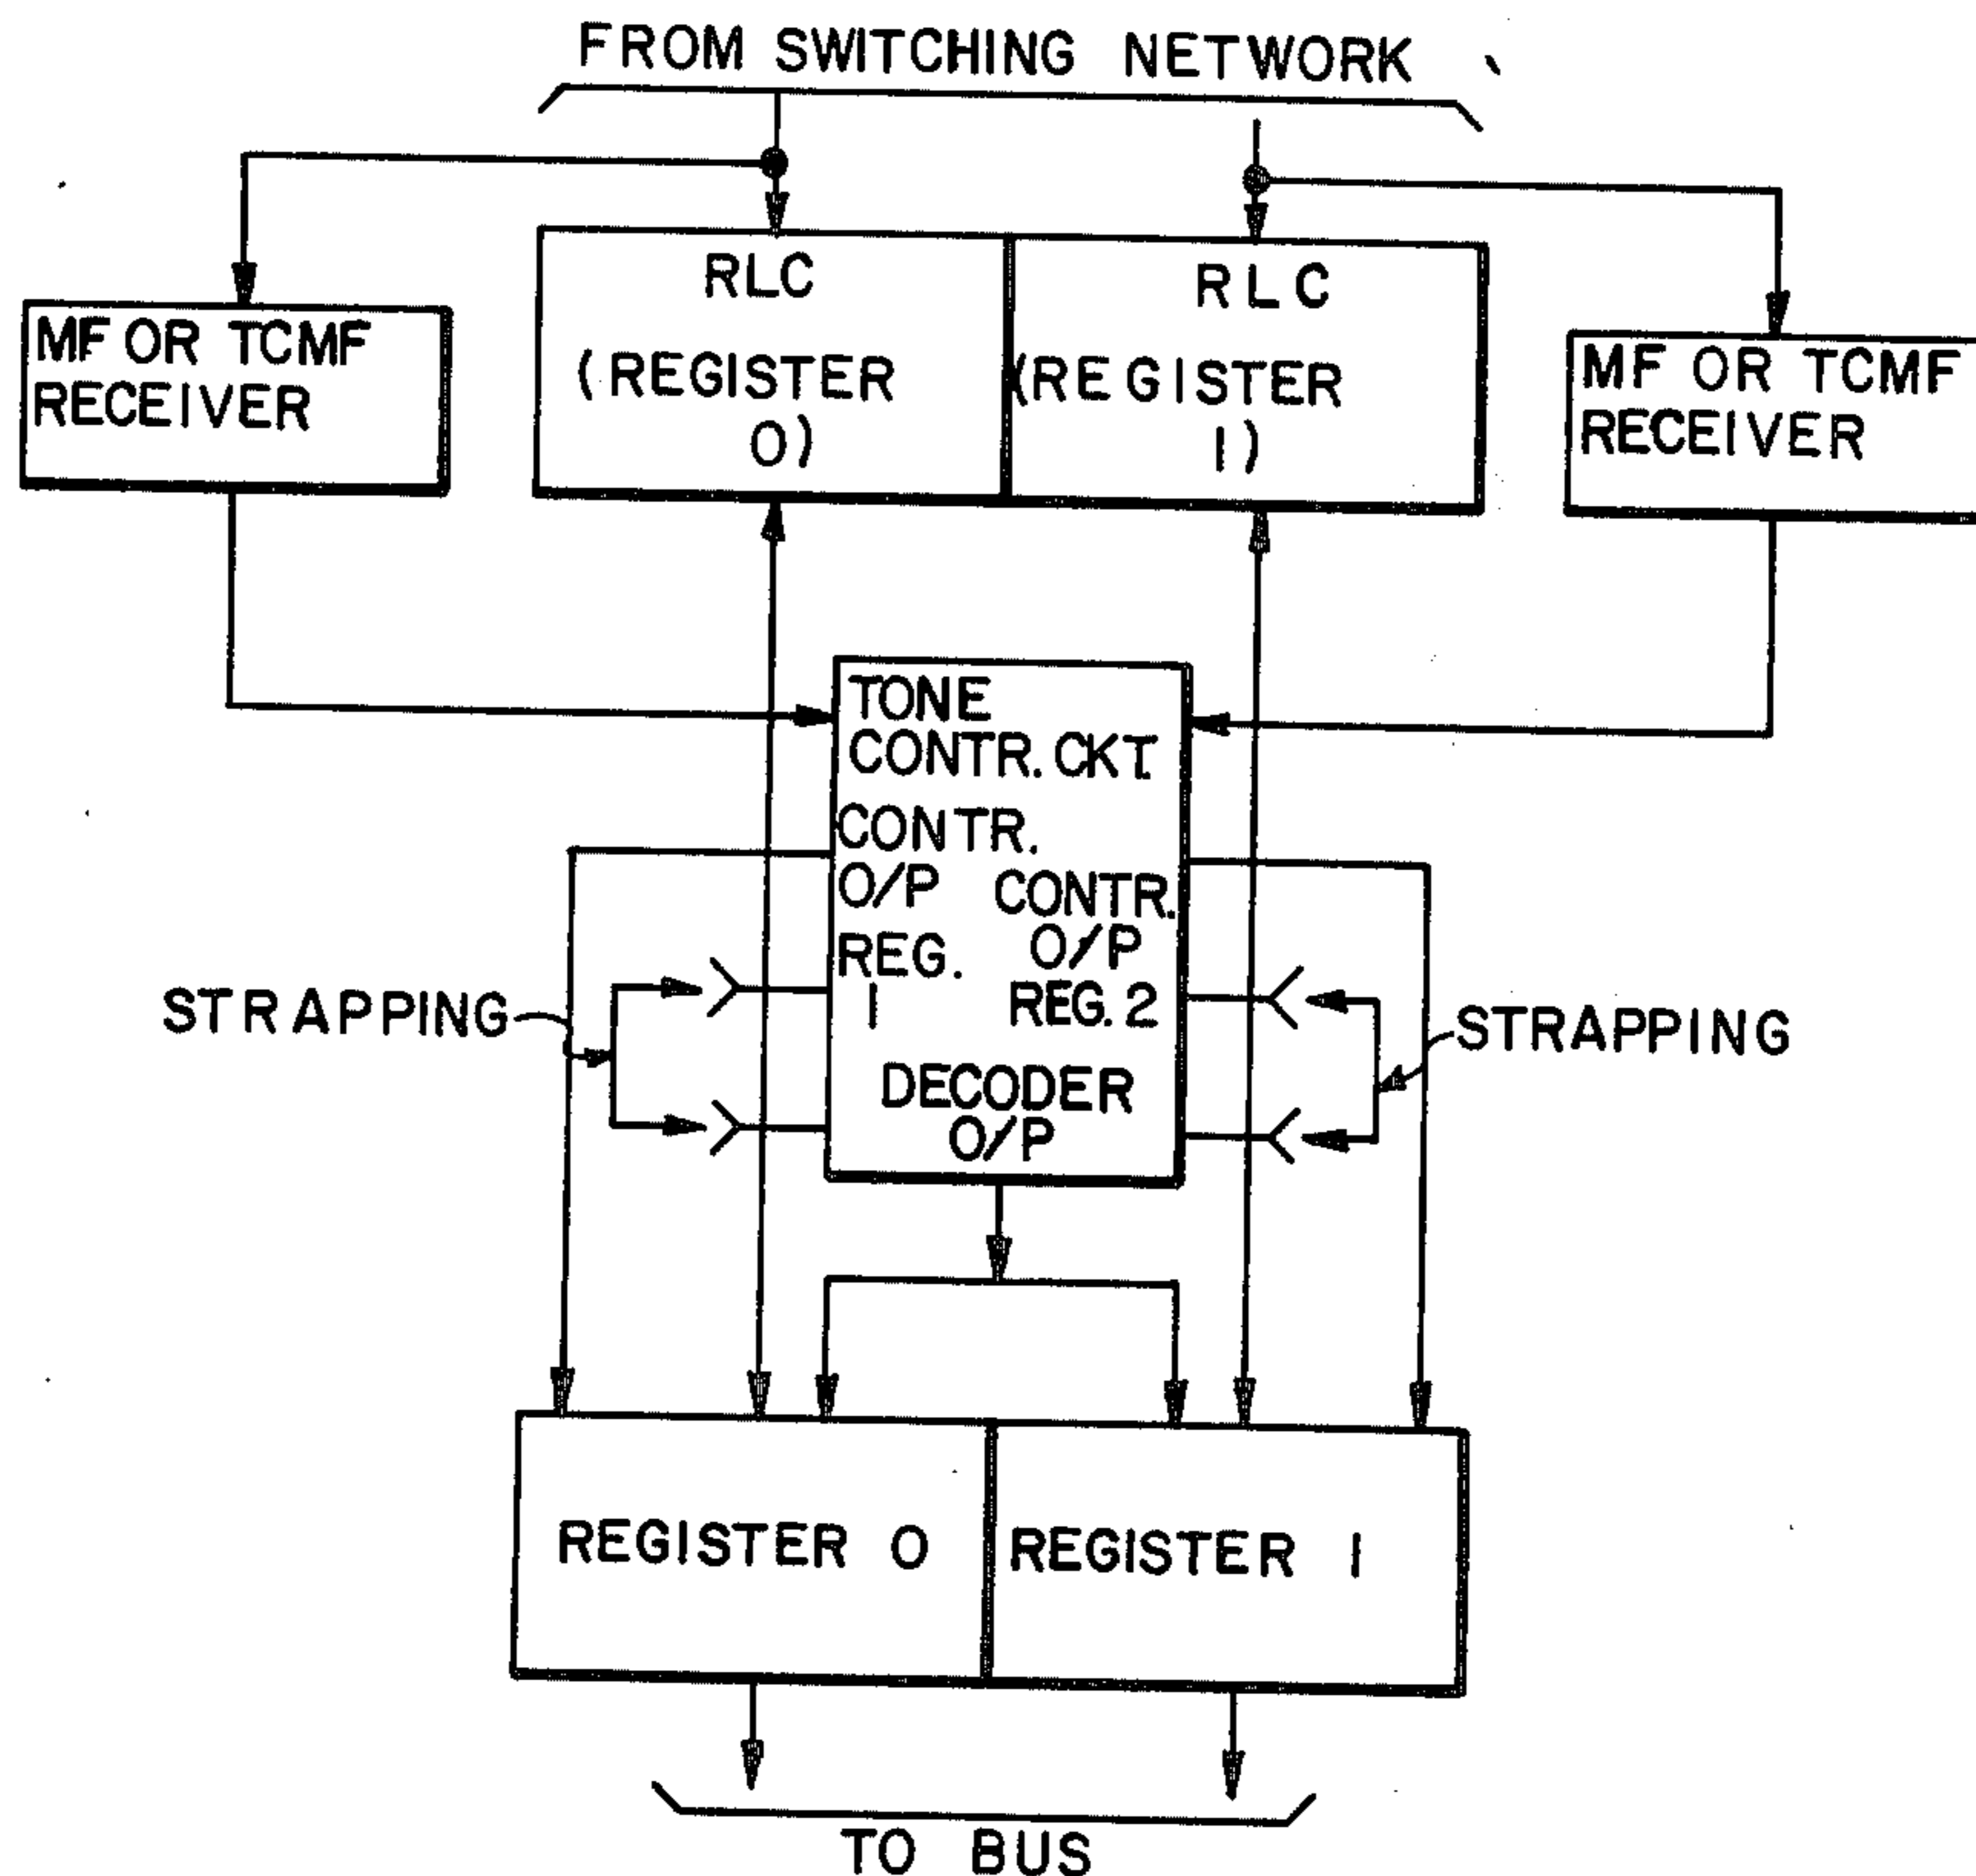 FROM SWITCHING NETWORK
MF OR TCMF
RECEIVER
RLC
(REGISTER
0)
RLC
(REGISTER
1)
MF OR TCMF
RECEIVER
TONE
CONTR. CKT.
CONTR.
O/P
REG.
1
CONTR.
O/P
REG. 2
DECODER
O/P
STRAPPING
STRAPPING
REGISTER 0
REGISTER 1
TO BUS